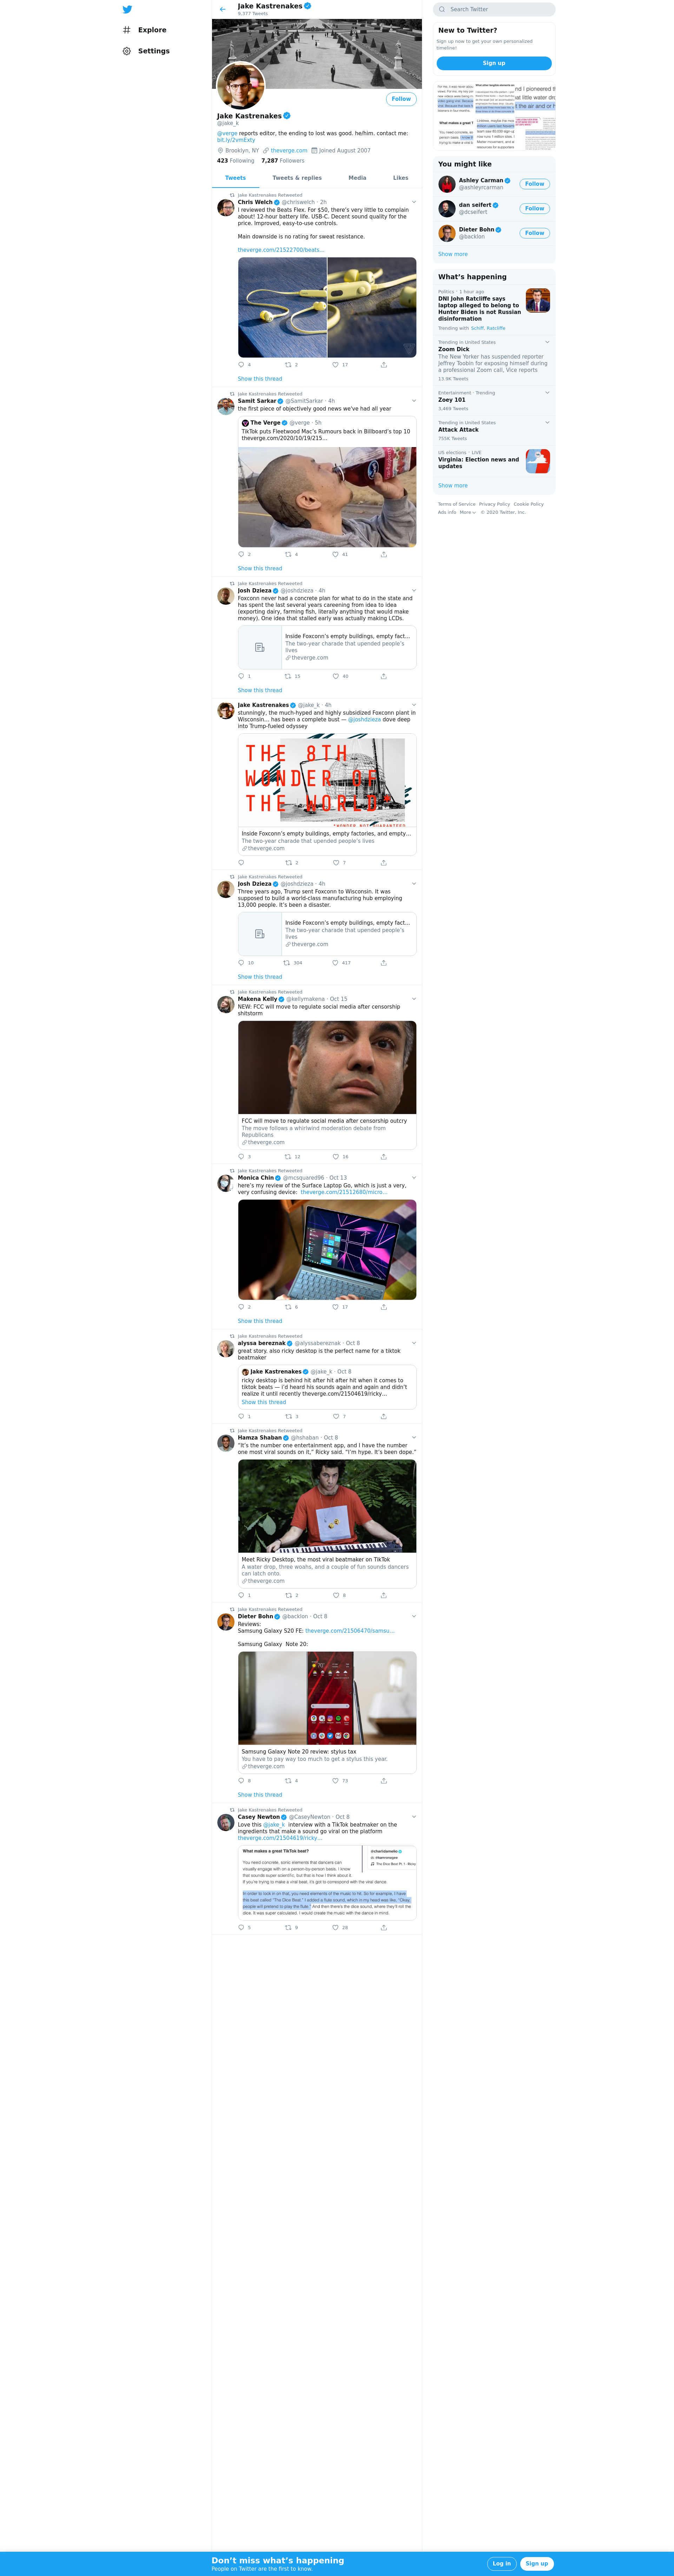 Jake Kastrenakes
9,377 Tweets
Search Twitter
Explore
Settings
New to Twitter?
Sign up now to get your own personalized
timeline!
Sign up
Follow
Jake Kastrenakes
@jake_k
@verge reports editor, the ending to lost was good. he/him. contact me:
bit.ly/2vmExty
Brooklyn, NY theverge.com Joined August 2007
423 Following 7,287 Followers
Tweets Tweets & replies Media Likes
You might like
Ashley Carman
@ashleyrcarman
Follow
dan seifert
@dcseifert
Follow
Dieter Bohn
@backlon
Follow
Show more
What's happening
Politics · 1 hour ago
DNI John Ratcliffe says
laptop alleged to belong to
Hunter Biden is not Russian
disinformation
Trending with Schiff, Ratcliffe
Trending in United States
Zoom Dick
The New Yorker has suspended reporter
Jeffrey Toobin for exposing himself during
a professional Zoom call, Vice reports
Entertainment · Trending
Zoey 101
3,469 Tweets
Trending in United States
Attack Attack
755K Tweets
US elections · LIVE
Virginia: Election news and
updates
Show more
Terms of Service Privacy Policy Cookie Policy
Ads info More © 2020 Twitter, Inc.
Jake Kastrenakes Retweeted
Chris Welch @chriswelch · 2h
I reviewed the Beats Flex. For $50, there's very little to complain
about! 12-hour battery life. USB-C. Decent sound quality for the
price. Improved, easy-to-use controls.
Main downside is no rating for sweat resistance.
theverge.com/21522700/beats…
4 2 17
Show this thread
Jake Kastrenakes Retweeted
Samit Sarkar @SamitSarkar · 4h
the first piece of objectively good news we've had all year
The Verge @verge · 5h
TikTok puts Fleetwood Mac's Rumours back in Billboard's top 10
theverge.com/2020/10/19/215…
2 4 41
Show this thread
Jake Kastrenakes Retweeted
Josh Dzieza @joshdzieza · 4h
Foxconn never had a concrete plan for what to do in the state and
has spent the last several years careening from idea to idea
(exporting dairy, farming fish, literally anything that would make
money). One idea that stalled early was actually making LCDs.
Inside Foxconn's empty buildings, empty fact…
The two-year charade that upended people's
lives
theverge.com
1 15 40
Show this thread
Jake Kastrenakes @jake_k · 4h
stunningly, the much-hyped and highly subsidized Foxconn plant in
Wisconsin… has been a complete bust — @joshdzieza dove deep
into Trump-fueled odyssey
THE 8TH
WONDER OF
THE WORLD*
*WONDER NOT GUARANTEED
Inside Foxconn's empty buildings, empty factories, and empty…
The two-year charade that upended people's lives
theverge.com
2 7
Jake Kastrenakes Retweeted
Josh Dzieza @joshdzieza · 4h
Three years ago, Trump sent Foxconn to Wisconsin. It was
supposed to build a world-class manufacturing hub employing
13,000 people. It's been a disaster.
Inside Foxconn's empty buildings, empty fact…
The two-year charade that upended people's
lives
theverge.com
10 304 417
Show this thread
Jake Kastrenakes Retweeted
Makena Kelly @kellymakena · Oct 15
NEW: FCC will move to regulate social media after censorship
shitstorm
FCC will move to regulate social media after censorship outcry
The move follows a whirlwind moderation debate from
Republicans
theverge.com
3 12 16
Jake Kastrenakes Retweeted
Monica Chin @mcsquared96 · Oct 13
here's my review of the Surface Laptop Go, which is just a very,
very confusing device: theverge.com/21512680/micro…
2 6 17
Show this thread
Jake Kastrenakes Retweeted
alyssa bereznak @alyssabereznak · Oct 8
great story. also ricky desktop is the perfect name for a tiktok
beatmaker
Jake Kastrenakes @jake_k · Oct 8
ricky desktop is behind hit after hit after hit when it comes to
tiktok beats — i'd heard his sounds again and again and didn't
realize it until recently theverge.com/21504619/ricky…
Show this thread
1 3 7
Jake Kastrenakes Retweeted
Hamza Shaban @hshaban · Oct 8
"It's the number one entertainment app, and I have the number
one most viral sounds on it," Ricky said. "I'm hype. It's been dope."
Meet Ricky Desktop, the most viral beatmaker on TikTok
A water drop, three woahs, and a couple of fun sounds dancers
can latch onto.
theverge.com
1 2 8
Jake Kastrenakes Retweeted
Dieter Bohn @backlon · Oct 8
Reviews:
Samsung Galaxy S20 FE: theverge.com/21506470/samsu…
Samsung Galaxy Note 20:
Samsung Galaxy Note 20 review: stylus tax
You have to pay way too much to get a stylus this year.
theverge.com
4 73
Show this thread
Jake Kastrenakes Retweeted
Casey Newton @CaseyNewton · Oct 8
Love this @jake_k interview with a TikTok beatmaker on the
ingredients that make a sound go viral on the platform
theverge.com/21504619/ricky…
What makes a great TikTok beat?
You need concrete, sonic elements that dancers can
visually engage with on a person-by-person basis. I know
that sounds super scientific, but that is how I think about it.
If you're trying to make a viral beat, it's got to correspond with the viral dance.
In order to lock in on that, you need elements of the music to hit. So for example, I have
this beat called "The Dice Beat." I added a flute sound, which in my head was like, "Okay,
people will pretend to play the flute." And then there's the dice sound, where they'll roll the
dice. It was super calculated. I would create the music with the dance in mind.
5 9 28
Don't miss what's happening
People on Twitter are the first to know.
Log in
Sign up